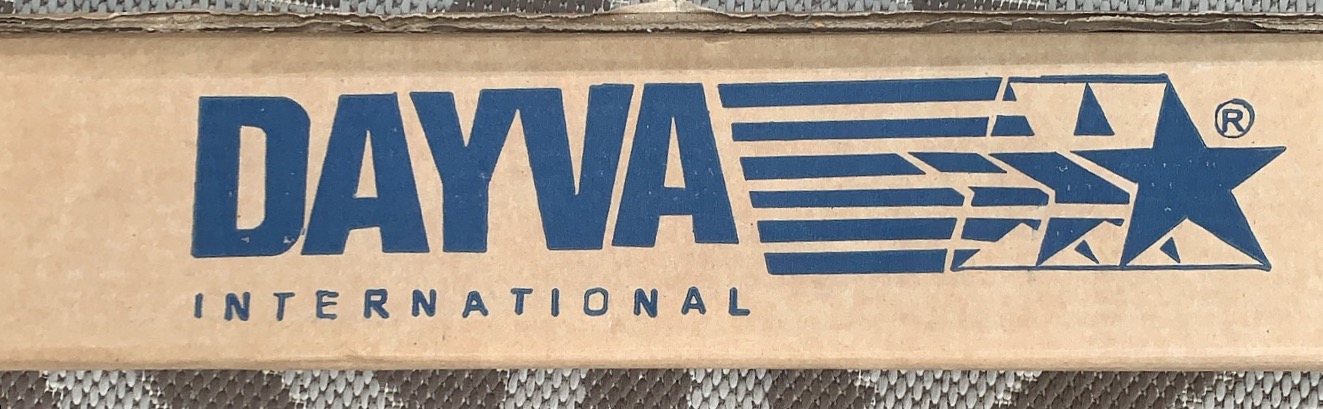 DAYVA ®
INTERNATIONAL